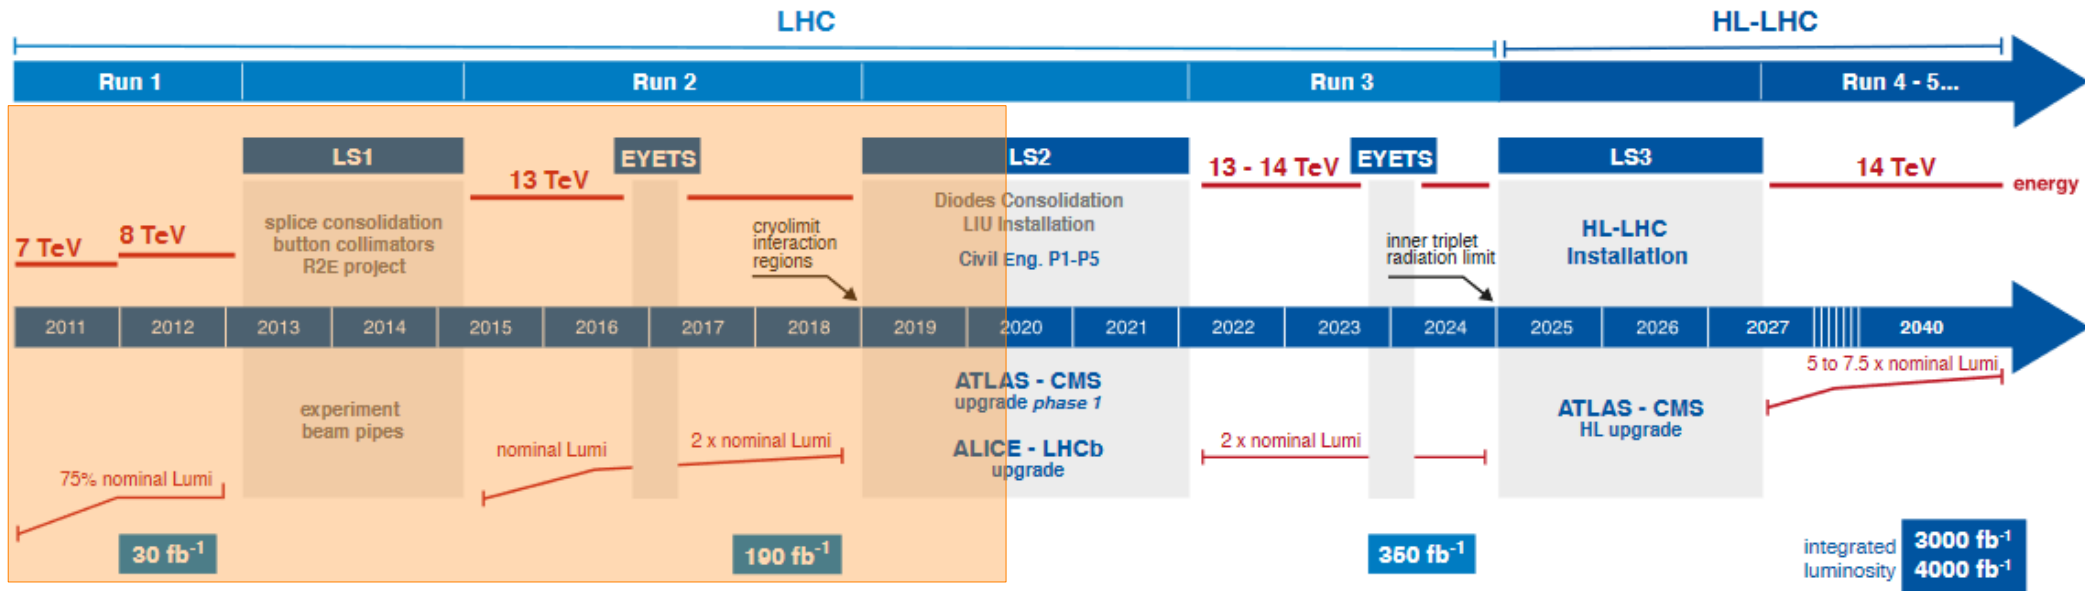 LHC
HL-LHC
Run 1
Run 2
Run 3
Run 4 - 5...
LS1
EYETS
LS2
EYETS
LS3
13 TeV
13 - 14 TeV
14 TeV
energy
7 TeV
8 TeV
splice consolidation
button collimators
R2E project
cryolimit
interaction
regions
Diodes Consolidation
LIU Installation
Civil Eng. P1-P5
inner triplet
radiation limit
HL-LHC
Installation
2011
2012
2013
2014
2015
2016
2017
2018
2019
2020
2021
2022
2023
2024
2025
2026
2027
2040
75% nominal Lumi
experiment
beam pipes
nominal Lumi
2 x nominal Lumi
ATLAS - CMS
upgrade phase 1
ALICE - LHCb
upgrade
2 x nominal Lumi
ATLAS - CMS
HL upgrade
5 to 7.5 x nominal Lumi
30 fb-1
190 fb-1
350 fb-1
integrated
luminosity
3000 fb-1
4000 fb-1